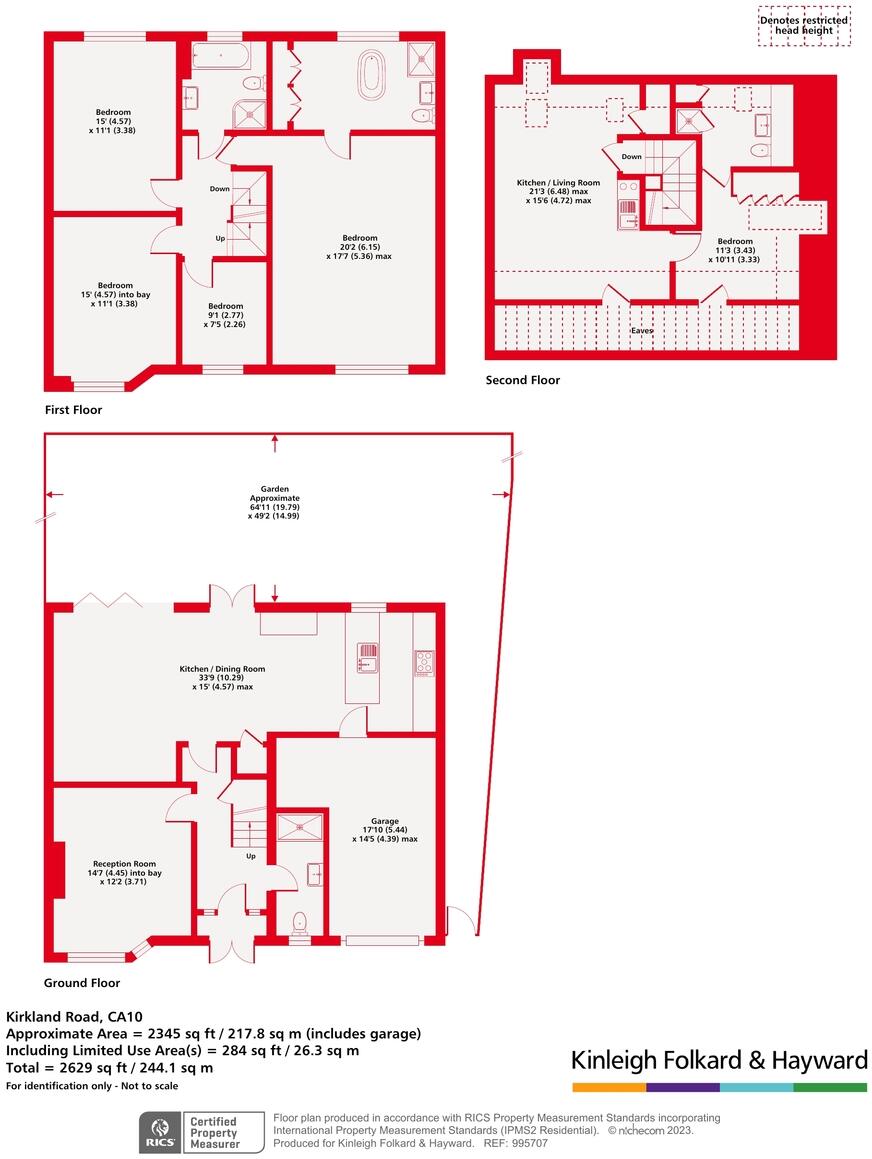 Denotes restricted
head height
Bedroom
15' (4.57)
x 11'1 (3.38)
Down
Up
Bedroom
20'2 (6.15)
x 17'7 (5.36) max
Bedroom
15' (4.57) into bay
x 11'1 (3.38)
Bedroom
9'1 (2.77)
x 7'5 (2.26)
First Floor
Down
Kitchen / Living Room
21'3 (6.48) max
x 15'6 (4.72) max
Bedroom
11'3 (3.43)
x 10'11 (3.33)
Eaves
Second Floor
Garden
Approximate
64'11 (19.79)
x 49'2 (14.99)
Kitchen / Dining Room
33'9 (10.29)
x 15' (4.57) max
Garage
17'10 (5.44)
x 14'5 (4.39) max
Up
Reception Room
14'7 (4.45) into bay
x 12'2 (3.71)
Ground Floor
Kirkland Road, CA10
Approximate Area = 2345 sq ft / 217.8 sq m (includes garage)
Including Limited Use Area(s) = 284 sq ft / 26.3 sq m
Total = 2629 sq ft / 244.1 sq m
For identification only - Not to scale
Kinleigh Folkard & Hayward
RICS
Certified
Property
Measurer
Floor plan produced in accordance with RICS Property Measurement Standards incorporating
International Property Measurement Standards (IPMS2 Residential). © nichecom 2023.
Produced for Kinleigh Folkard & Hayward. REF: 995707